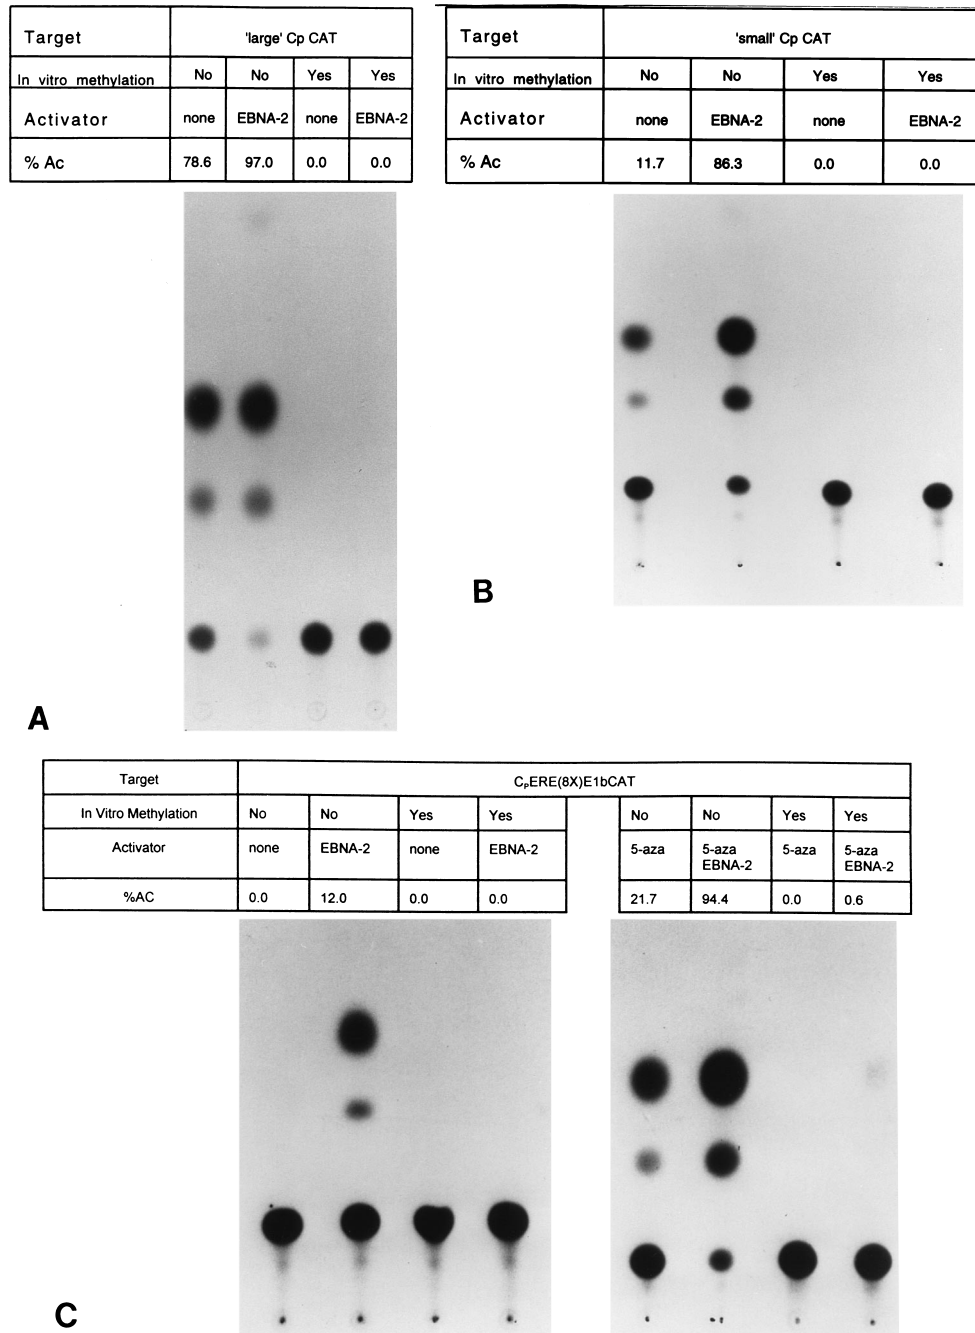 Target 'large' Cp CAT
In vitro methylation No No Yes Yes
Activator none EBNA-2 none EBNA-2
% Ac 78.6 97.0 0.0 0.0
A
Target 'small' Cp CAT
In vitro methylation No No Yes Yes
Activator none EBNA-2 none EBNA-2
% Ac 11.7 86.3 0.0 0.0
B
Target CPERE(8X)E1bCAT
In Vitro Methylation No No Yes Yes No No Yes Yes
Activator none EBNA-2 none EBNA-2 5-aza 5-aza 5-aza 5-aza
EBNA-2 EBNA-2
%AC 0.0 12.0 0.0 0.0 21.7 94.4 0.0 0.6
C